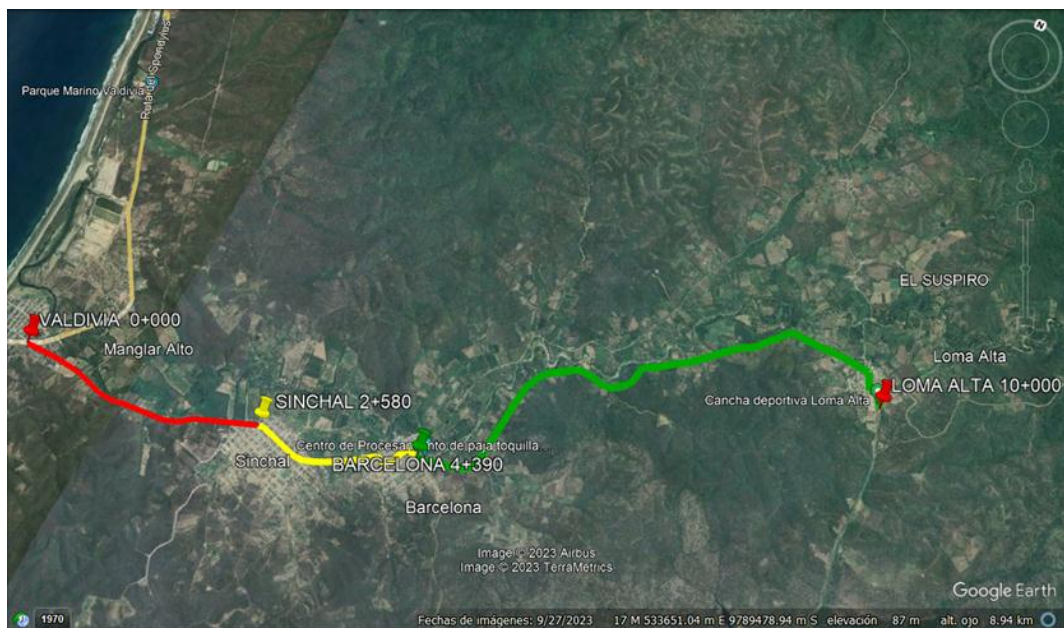 N
Parque Marino Valdivia
Ruta del Spondylus
EL SUSPIRO
VALDIVIA 0+000
Manglar Alto
Loma Alta
LOMA ALTA 10+000
Cancha deportiva Loma Alta
SINCHAL 2+580
Centro de Procesamiento de paja toquilla...
Sinchal
BARCELONA 4+390
Barcelona
Image © 2023 Airbus
Image © 2023 TerraMetrics
Google Earth
1970
Fechas de imágenes: 9/27/2023 17 M 533651.04 m E 9789478.94 m S elevación 87 m alt. ojo 8.94 km